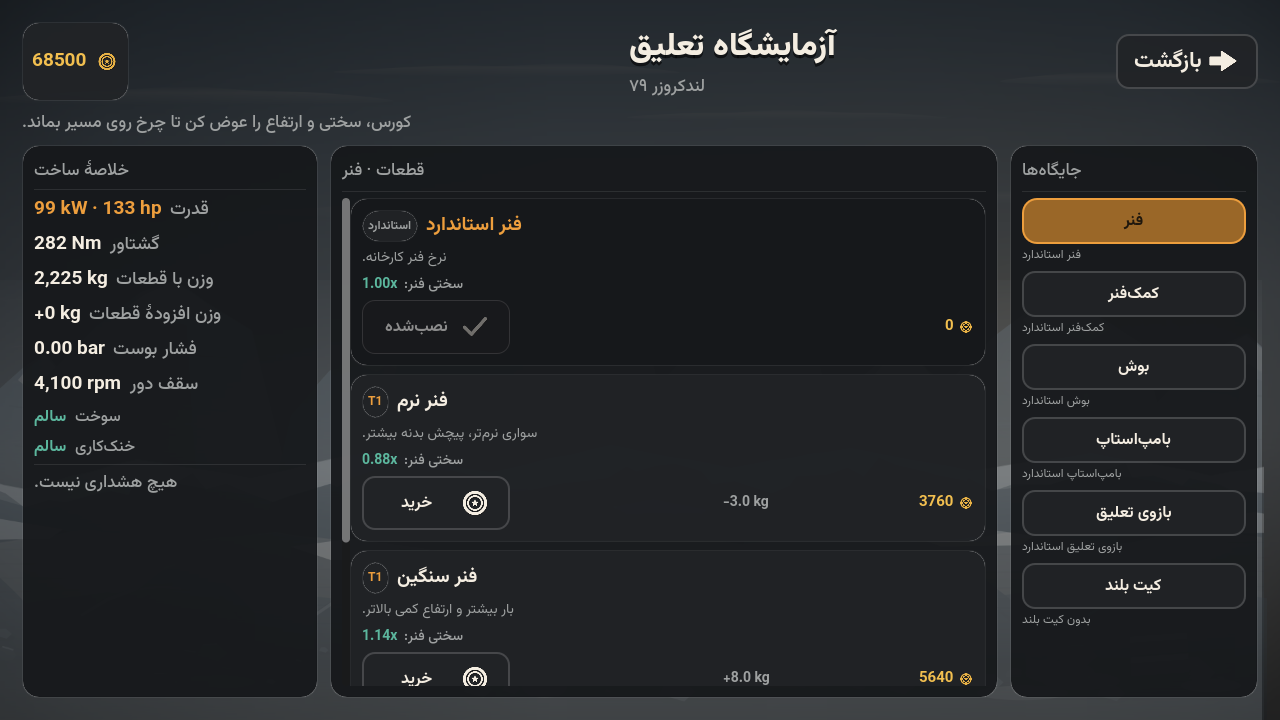 بازگشت
آزمایشگاه تعلیق
لندکروزر ۷۹
68500
کورس، سختی و ارتفاع را عوض کن تا چرخ روی مسیر بماند.
جایگاه‌ها
فنر
فنر استاندارد
کمک‌فنر
کمک‌فنر استاندارد
بوش
بوش استاندارد
بامپ‌استاپ
بامپ‌استاپ استاندارد
بازوی تعلیق
بازوی تعلیق استاندارد
کیت بلند
بدون کیت بلند
قطعات · فنر
فنر استاندارد استاندارد
نرخ فنر کارخانه.
سختی فنر: 1.00x
0 نصب‌شده
فنر نرم T1
سواری نرم‌تر، پیچش بدنه بیشتر.
سختی فنر: 0.88x
3760 -3.0 kg خرید
فنر سنگین T1
بار بیشتر و ارتفاع کمی بالاتر.
سختی فنر: 1.14x
5640 +8.0 kg خرید
خلاصهٔ ساخت
قدرت 99 kW · 133 hp
گشتاور 282 Nm
وزن با قطعات 2,225 kg
وزن افزودهٔ قطعات +0 kg
فشار بوست 0.00 bar
سقف دور 4,100 rpm
سوخت سالم
خنک‌کاری سالم
هیچ هشداری نیست.